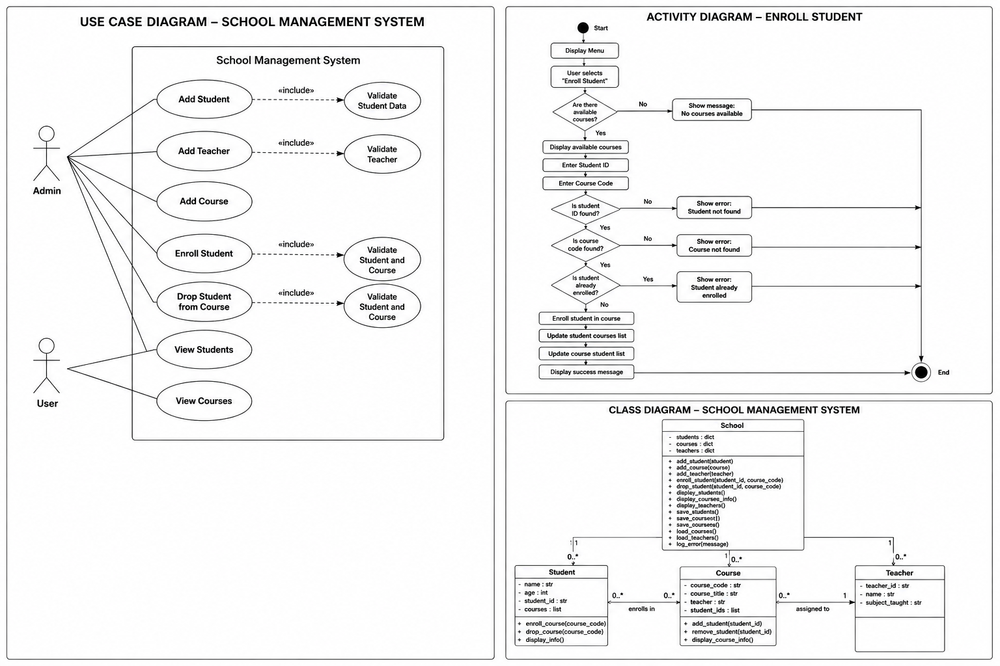 USE CASE DIAGRAM – SCHOOL MANAGEMENT SYSTEM
School Management System
Add Student
«include»
Validate
Student Data
Add Teacher
«include»
Validate
Teacher
Admin
Add Course
Enroll Student
«include»
Validate
Student and
Course
Drop Student
from Course
«include»
Validate
Student and
Course
View Students
User
View Courses
ACTIVITY DIAGRAM – ENROLL STUDENT
Start
Display Menu
User selects
"Enroll Student"
Are there
available
courses?
No
Show message:
No courses available
Yes
Display available courses
Enter Student ID
Enter Course Code
Is student
ID found?
No
Show error:
Student not found
Yes
Is course
code found?
No
Show error:
Course not found
Yes
Is student
already
enrolled?
Yes
Show error:
Student already
enrolled
No
Enroll student in course
Update student courses list
Update course student list
Display success message
End
CLASS DIAGRAM – SCHOOL MANAGEMENT SYSTEM
School
- students : dict
- courses : dict
- teachers : dict
+ add_student(student)
+ add_course(course)
+ add_teacher(teacher)
+ enroll_student(student_id, course_code)
+ drop_student(student_id, course_code)
+ display_students()
+ display_courses_info()
+ display_teachers()
+ save_students()
+ save_courses()
+ load_courses()
+ load_teachers()
+ log_error(message)
1 1
0..*
1
0..*
1
0..*
Student
- name : str
- age : int
- student_id : str
- courses : list
+ enroll_course(course_code)
+ drop_course(course_code)
+ display_info()
0..* 0..*
enrolls in
Course
- course_code : str
- course_title : str
- teacher : str
- student_ids : list
+ add_student(student_id)
+ remove_student(student_id)
+ display_course_info()
0..* 1
assigned to
Teacher
- teacher_id : str
- name : str
- subject_taught : str